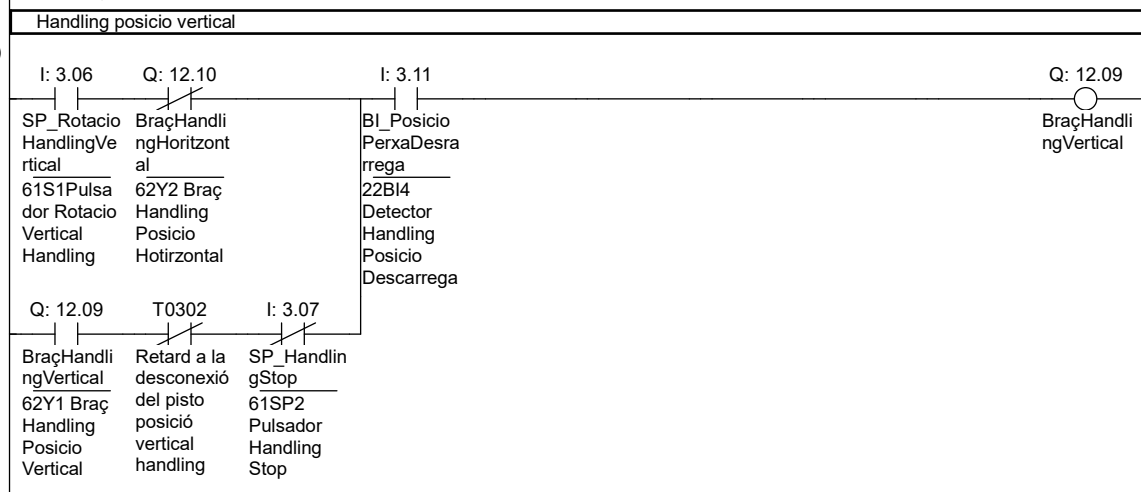 Handling posicio vertical
I: 3.06
Q: 12.10
I: 3.11
Q: 12.09
SP_Rotacio
HandlingVe
rtical
61S1Pulsa
dor Rotacio
Vertical
Handling
BraçHandli
ngHoritzont
al
62Y2 Braç
Handling
Posicio
Hotirzontal
BI_Posicio
PerxaDesra
rrega
22BI4
Detector
Handling
Posicio
Descarrega
BraçHandli
ngVertical
Q: 12.09
T0302
I: 3.07
BraçHandli
ngVertical
62Y1 Braç
Handling
Posicio
Vertical
Retard a la
desconexió
del pisto
posició
vertical
handling
SP_Handlin
gStop
61SP2
Pulsador
Handling
Stop